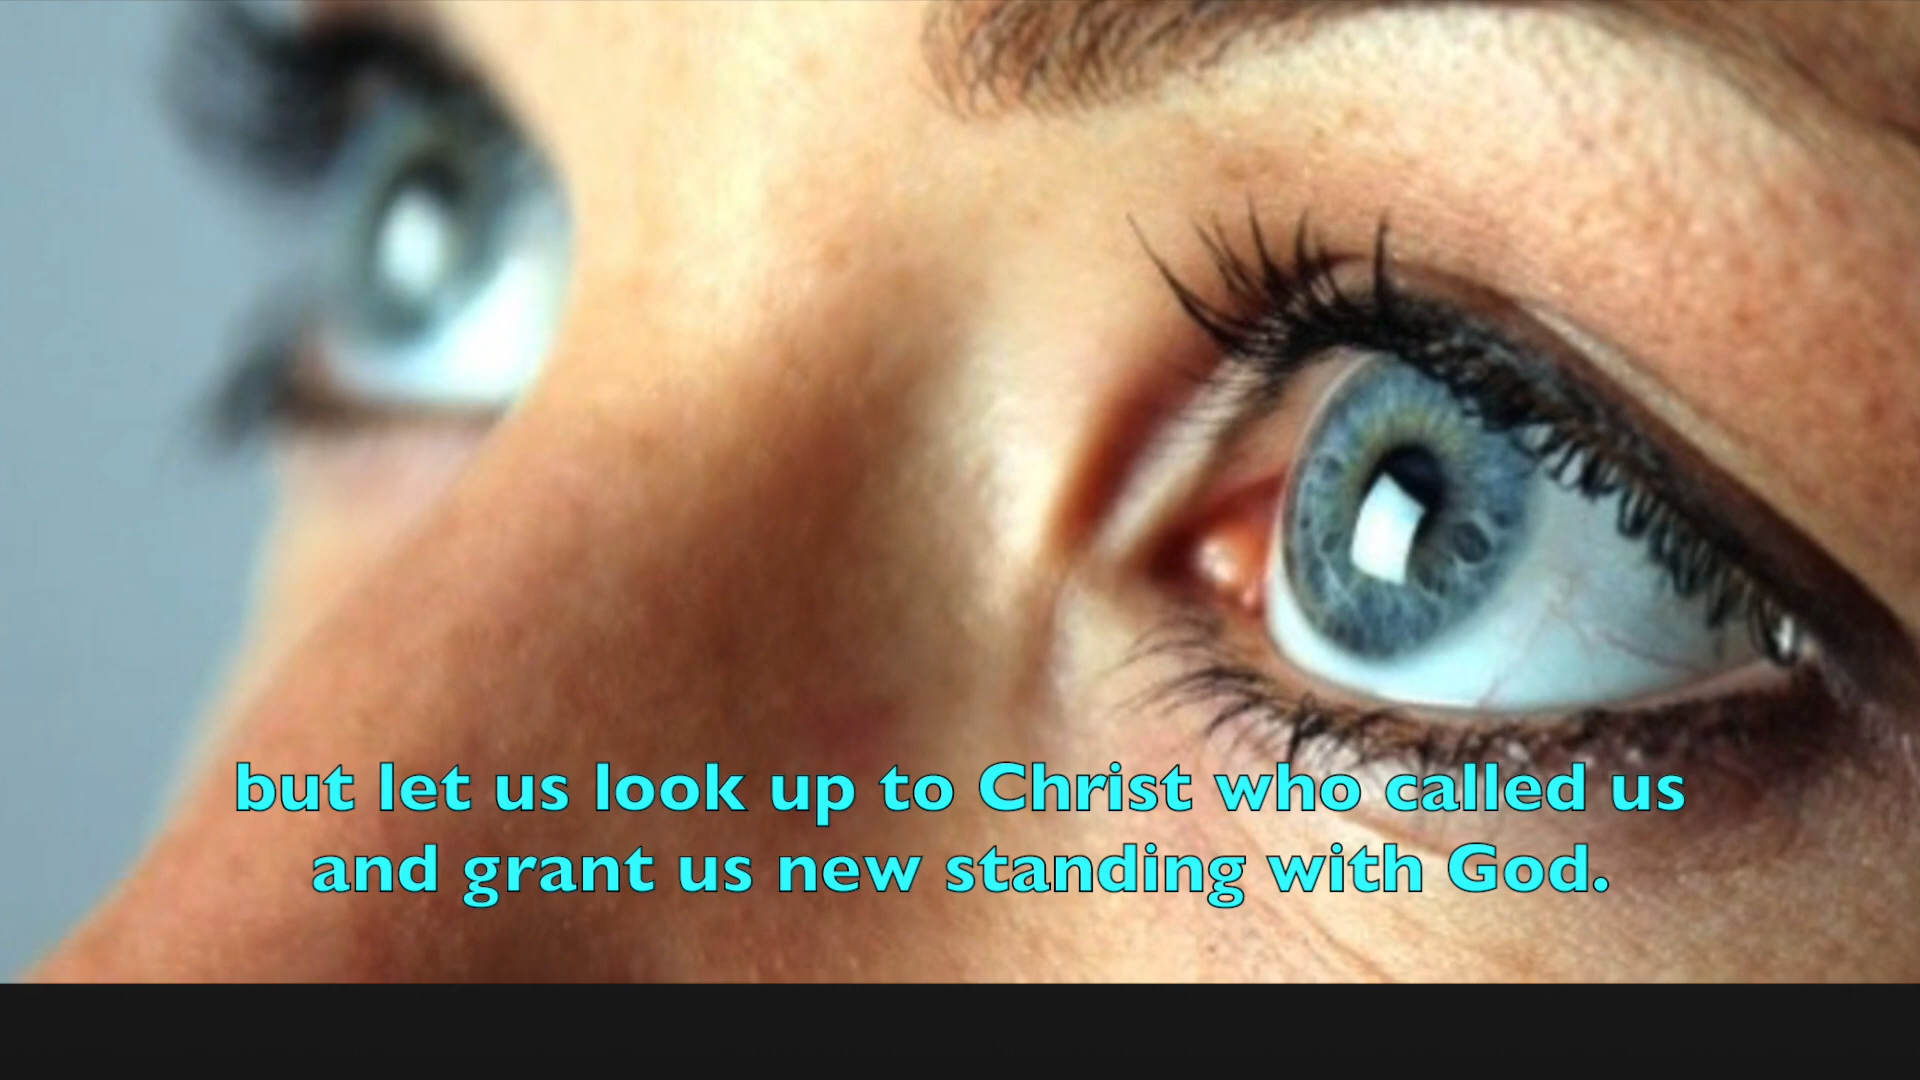 but let us look up to Christ who called us
and grant us new standing with God.